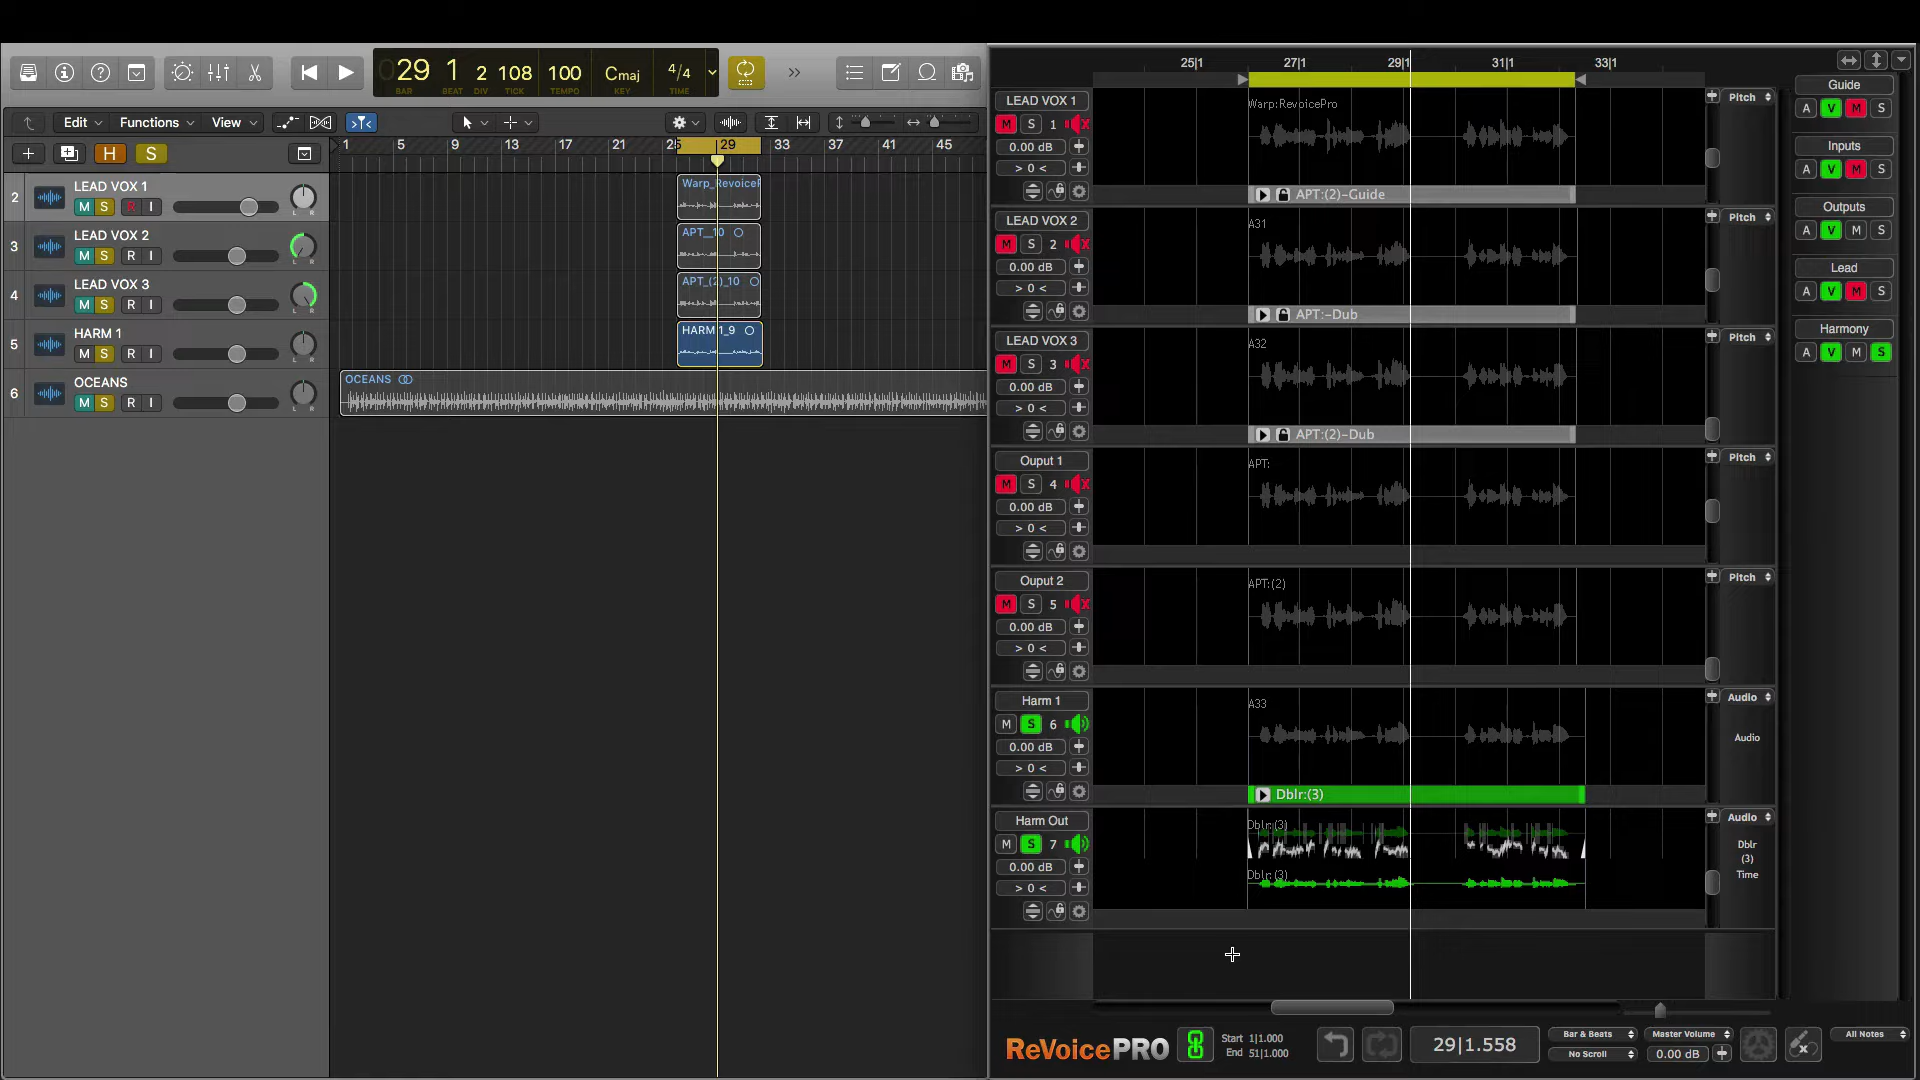 29 1 2 108 100 Cmaj 4/4
BAR BEAT DIV TICK TEMPO KEY TIME
Edit Functions View
H S
1 5 9 13 17 21 25 29 33 37 41 45
2 LEAD VOX 1
M S R I
L R
3 LEAD VOX 2
M S R I
L R
4 LEAD VOX 3
M S R I
L R
5 HARM 1
M S R I
L R
6 OCEANS
M S R I
L R
Warp_RevoiceP
APT_10
APT_(2)_10
HARM 1_9
OCEANS
25|1 27|1 29|1 31|1 33|1
LEAD VOX 1
M S 1
0.00 dB
> 0 <
Warp:RevoicePro
APT:(2)-Guide
Pitch
LEAD VOX 2
M S 2
0.00 dB
> 0 <
A31
APT:-Dub
Pitch
LEAD VOX 3
M S 3
0.00 dB
> 0 <
A32
APT:(2)-Dub
Pitch
Ouput 1
M S 4
0.00 dB
> 0 <
APT:
Pitch
Ouput 2
M S 5
0.00 dB
> 0 <
APT:(2)
Pitch
Harm 1
M S 6
0.00 dB
> 0 <
A33
Dblr:(3)
Audio
Audio
Harm Out
M S 7
0.00 dB
> 0 <
Dblr:(3)
Dblr:(3)
Audio
Dblr
(3)
Time
Guide
A V M S
Inputs
A V M S
Outputs
A V M S
Lead
A V M S
Harmony
A V M S
ReVoicePRO
Start 1|1.000
End 51|1.000
29|1.558
Bar & Beats
No Scroll
Master Volume
0.00 dB
All Notes